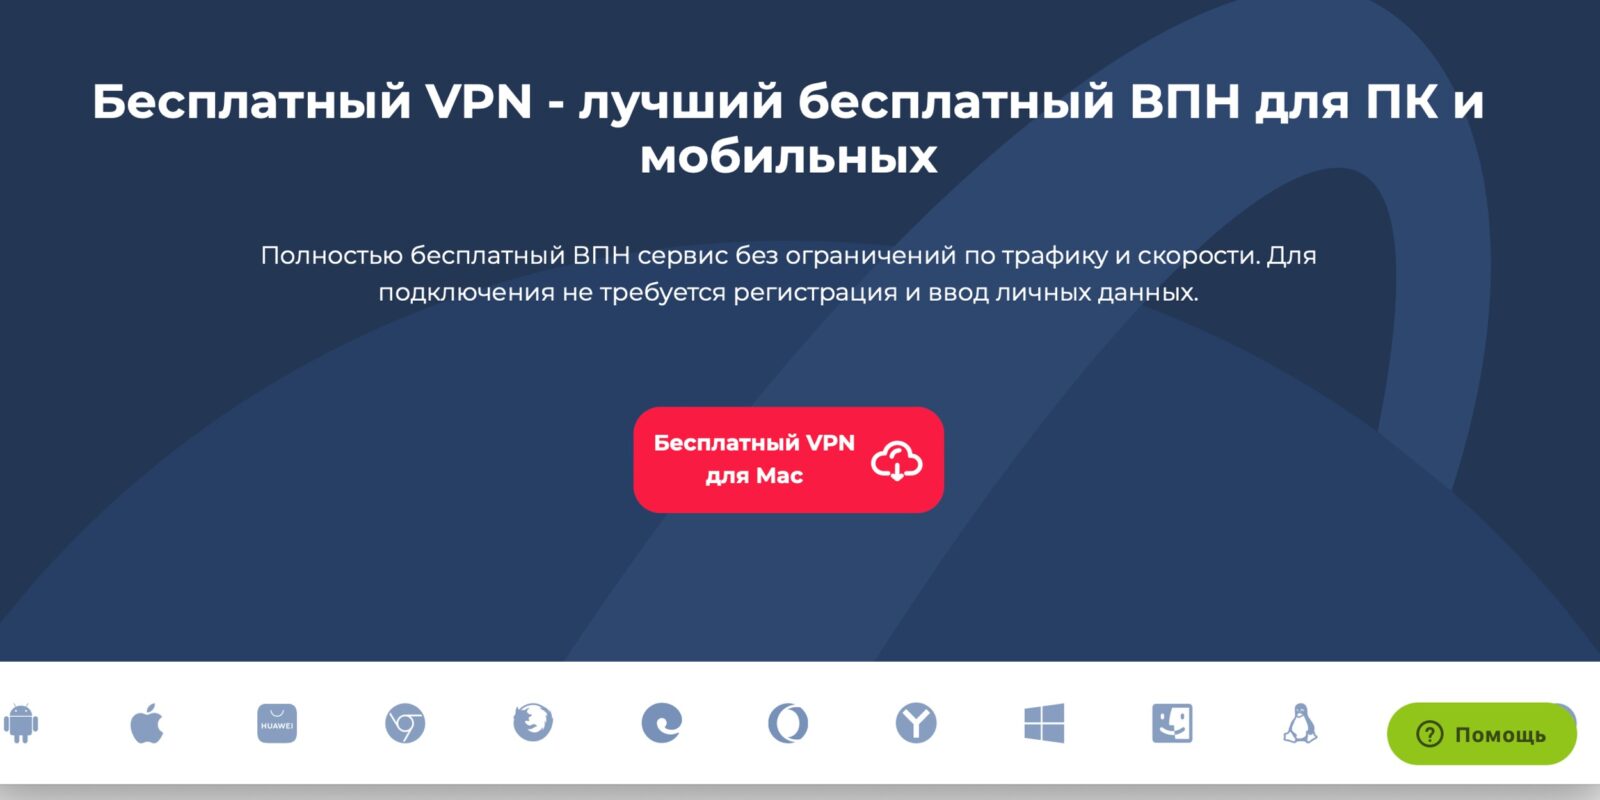 Бесплатный VPN - лучший бесплатный ВПН для ПК и
мобильных
Полностью бесплатный ВПН сервис без ограничений по трафику и скорости. Для
подключения не требуется регистрация и ввод личных данных.
Бесплатный VPN
для Mac
HUAWEI
Помощь